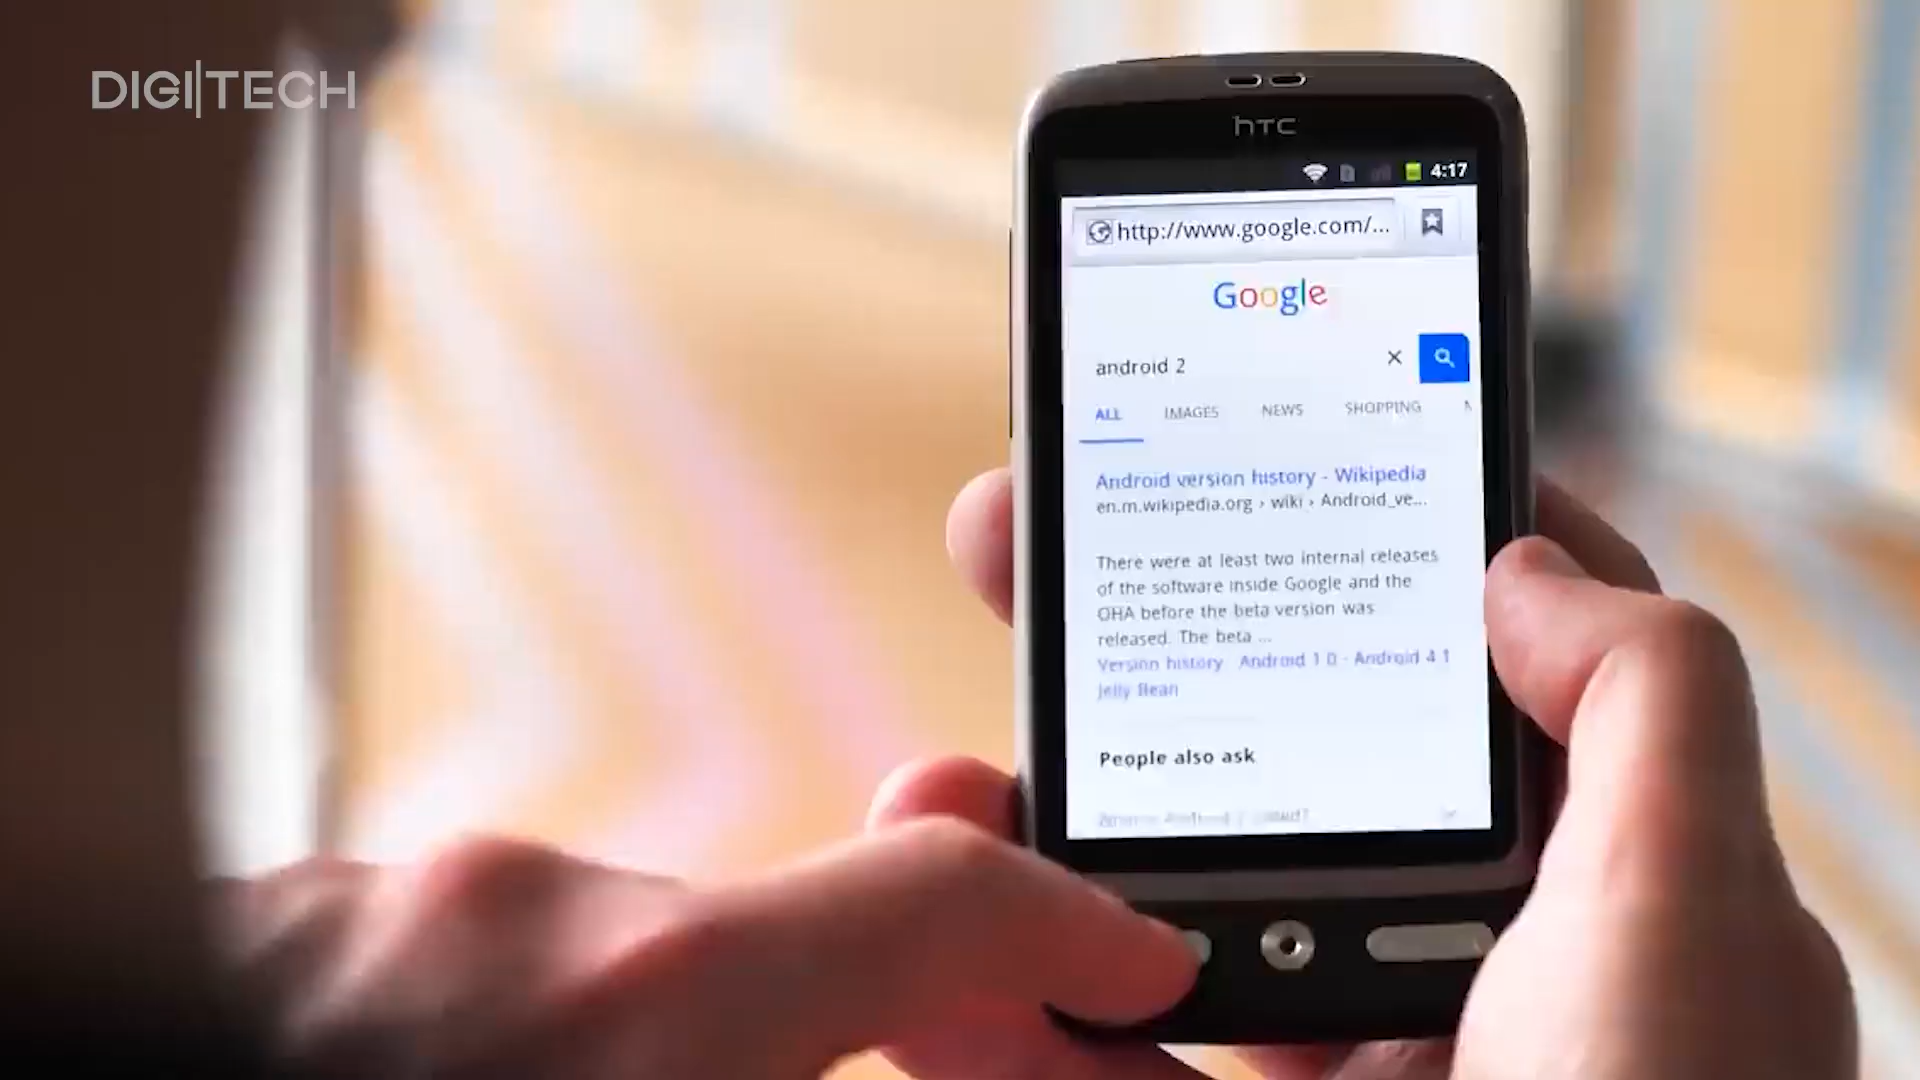 DIGI|TECH
hTC
4:17
http://www.google.com/...
Google
android 2
ALL IMAGES NEWS SHOPPING
Android version history - Wikipedia
en.m.wikipedia.org › wiki › Android_ve...
There were at least two internal releases
of the software inside Google and the
OHA before the beta version was
released. The beta ...
Version history · Android 1.0 · Android 4.1
Jelly Bean
People also ask